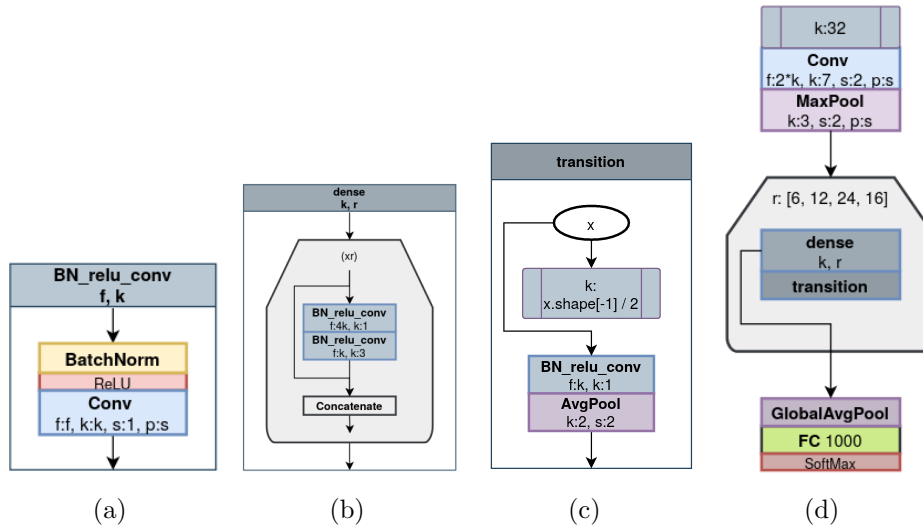 BN_relu_conv
f, k
BatchNorm
ReLU
Conv
f:f, k:k, s:1, p:s
(a)
dense
k, r
(xr)
BN_relu_conv
f:4k, k:1
BN_relu_conv
f:k, k:3
Concatenate
(b)
transition
x
k:
x.shape[-1] / 2
BN_relu_conv
f:k, k:1
AvgPool
k:2, s:2
(c)
k:32
Conv
f:2*k, k:7, s:2, p:s
MaxPool
k:3, s:2, p:s
r: [6, 12, 24, 16]
dense
k, r
transition
GlobalAvgPool
FC 1000
SoftMax
(d)